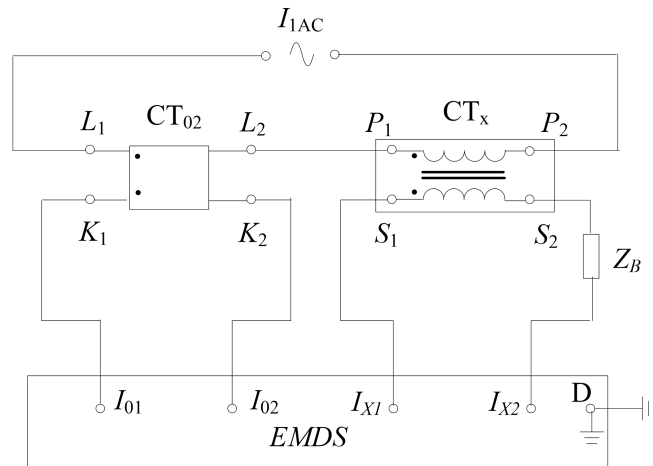 I1AC
L1 CT02 L2 P1 CTx P2
K1 K2 S1 S2
ZB
I01 I02 IX1 IX2 D
EMDS